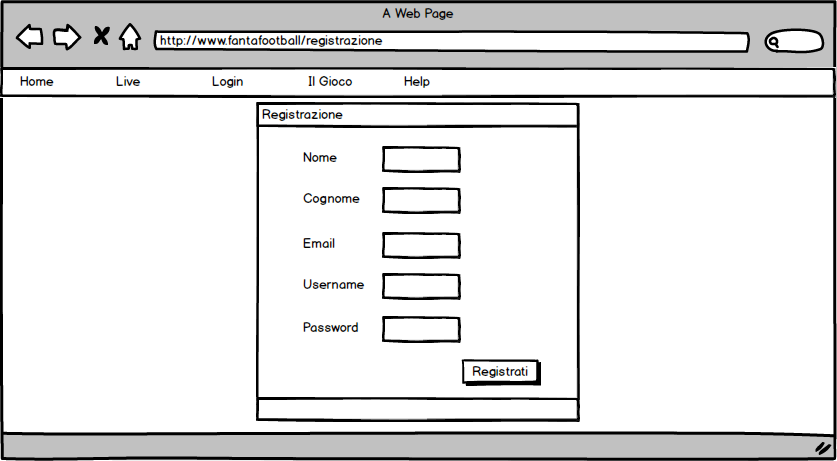 A Web Page
http://www.fantafootball/registrazione
Home Live Login Il Gioco Help
Registrazione
Nome
Cognome
Email
Username
Password
Registrati